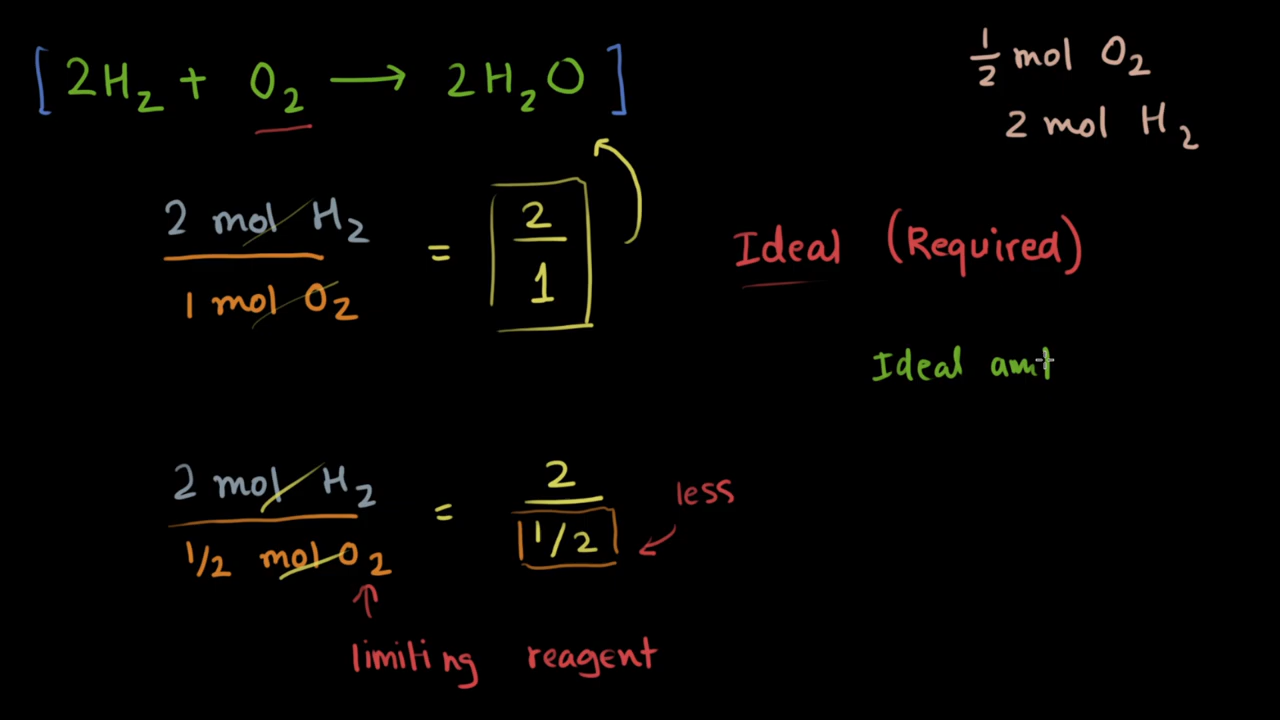 [ 2H₂ + O₂ → 2H₂O ]
1/2 mol O₂
2 mol H₂
2 mol H₂ / 1 mol O₂ = 2/1
Ideal (Required)
Ideal amt
2 mol H₂ / 1/2 mol O₂ = 2 / 1/2
less
limiting reagent